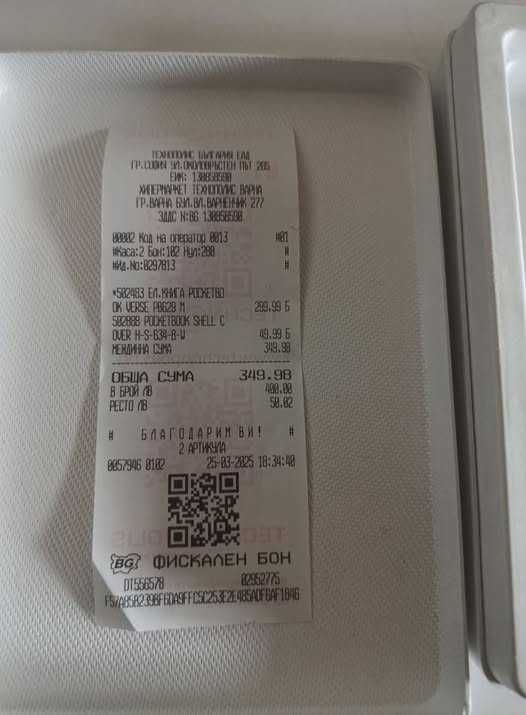 ТЕХНОПОЛИС БЪЛГАРИЯ ЕАД
ГР.СОФИЯ УЛ.ОКОЛОВРЪСТЕН ПЪТ 265
ЕИК: 130858590
ХИПЕРМАРКЕТ ТЕХНОПОЛИС ВАРНА
ГР.ВАРНА БУЛ.ВЛ.ВАРНЕНЧИК 277
ЗДДС N:BG 130858590
00002 Код на оператор 0013 #01
#Каса:2 Бон:102 Нул:280 #
#Ид.No:0297813 #
*502483 ЕЛ.КНИГА POCKETBO
OK VERSE PB629 M 299.99 Б
502888 POCKETBOOK SHELL C
OVER H-S-634-B-W 49.99 Б
МЕЖДИННА СУМА 349.98
ОБЩА СУМА 349.98
В БРОЙ ЛВ 400.00
РЕСТО ЛВ 50.02
# БЛАГОДАРИМ ВИ! #
2 АРТИКУЛА
0057946 0102 25-03-2025 18:34:40
BG ФИСКАЛЕН БОН
DT556578 02952775